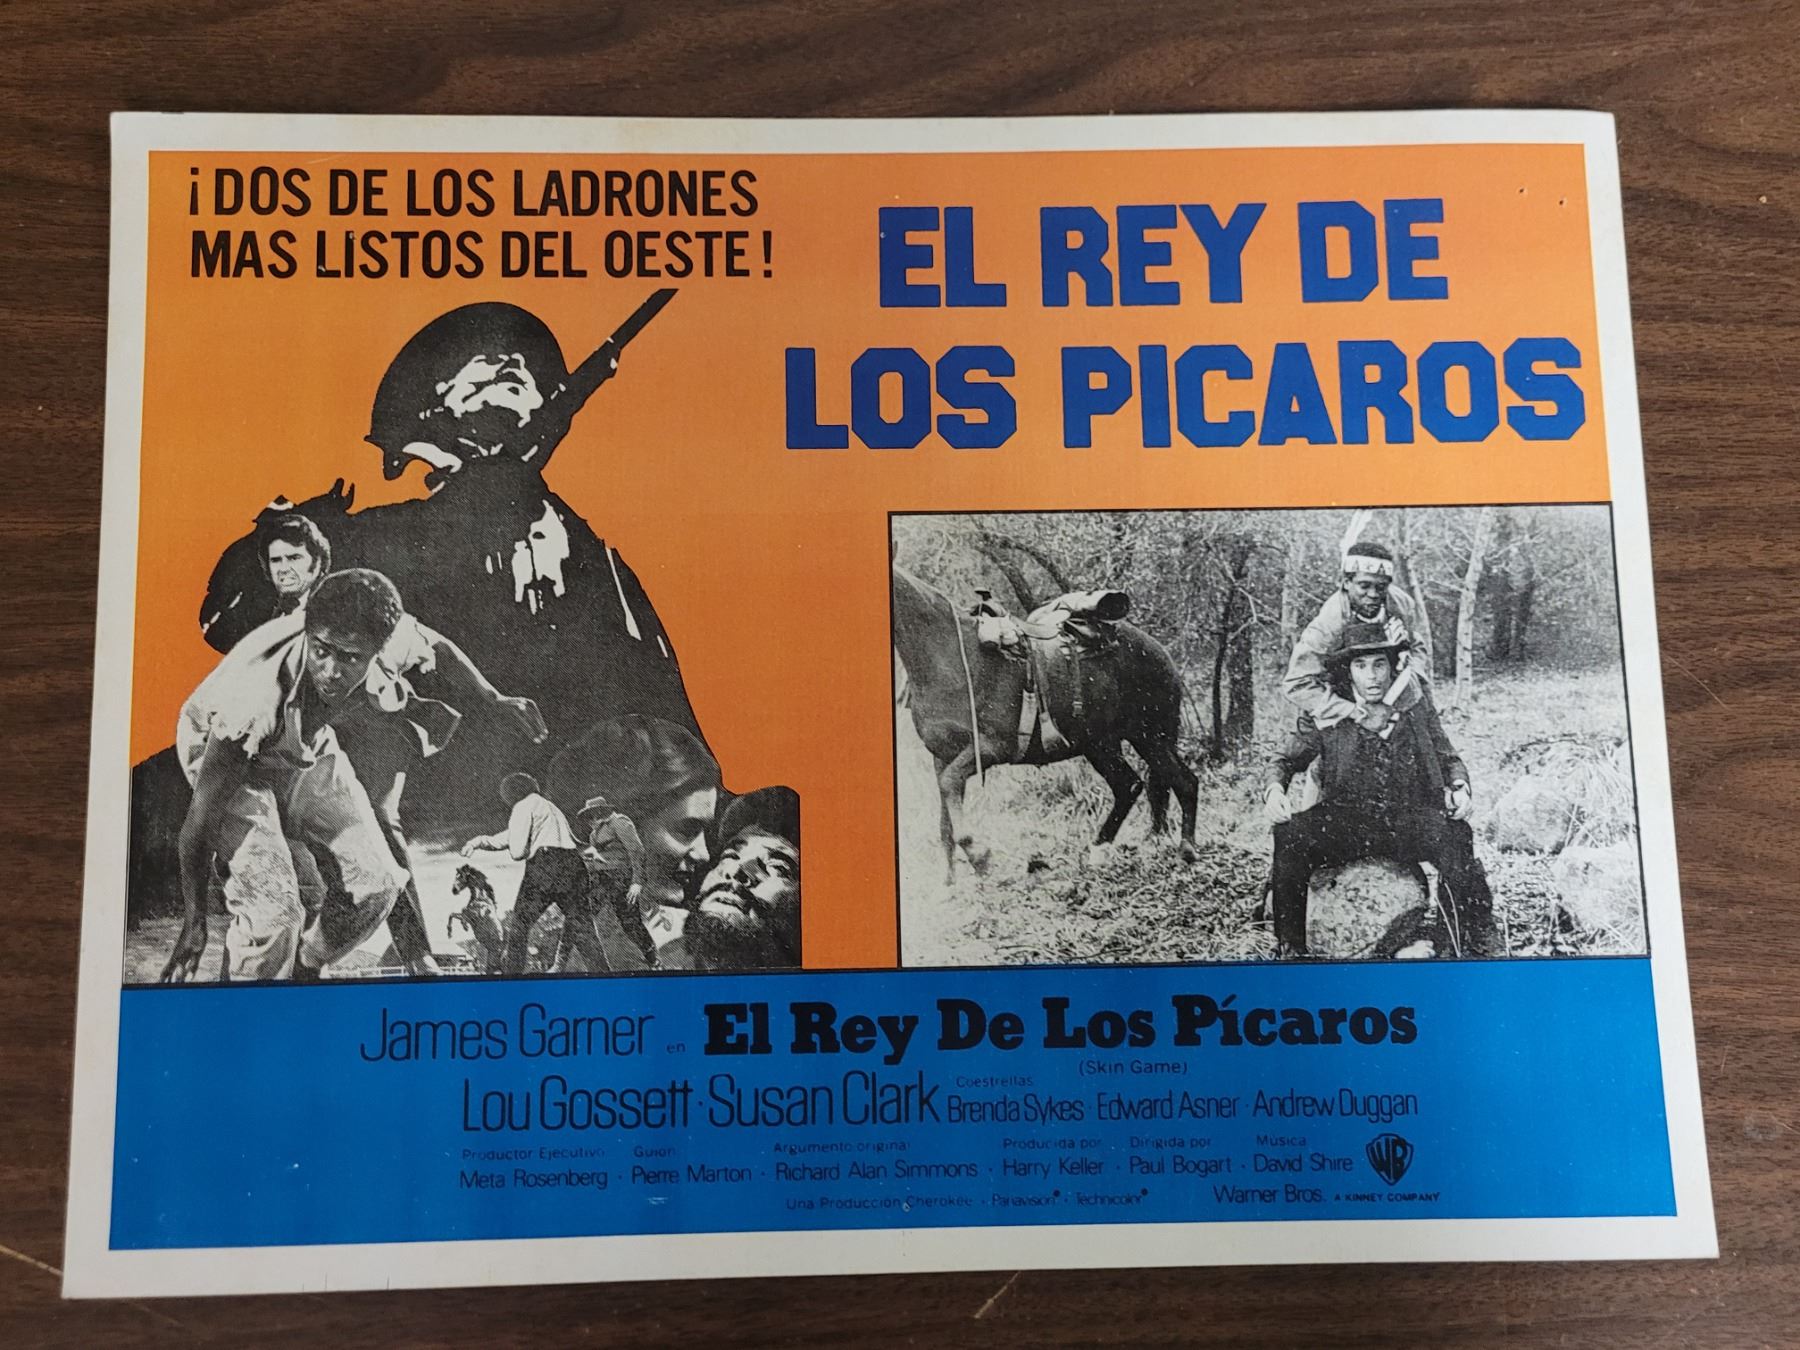 ¡DOS DE LOS LADRONES
MAS LISTOS DEL OESTE!
EL REY DE
LOS PICAROS
James Garner en El Rey De Los Pícaros
(Skin Game)
Lou Gossett · Susan Clark Coestrellas Brenda Sykes · Edward Asner · Andrew Duggan
Productor Ejecutivo Guion Argumento original Producida por Dirigida por Música
Meta Rosenberg · Pierre Marton · Richard Alan Simmons · Harry Keller · Paul Bogart · David Shire WB
Una Producción Cherokee · Panavision® · Technicolor® Warner Bros. A KINNEY COMPANY